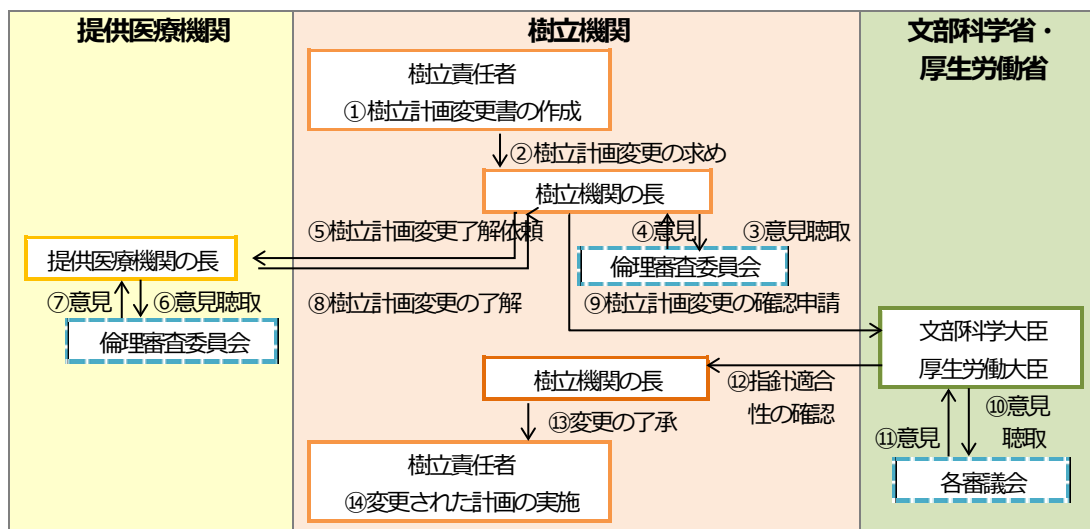 提供医療機関
樹立機関
文部科学省・
厚生労働省
樹立責任者
①樹立計画変更書の作成
②樹立計画変更の求め
樹立機関の長
⑤樹立計画変更了解依頼
④意見
③意見聴取
提供医療機関の長
倫理審査委員会
⑦意見
⑥意見聴取
⑧樹立計画変更の了解
⑨樹立計画変更の確認申請
倫理審査委員会
文部科学大臣
厚生労働大臣
樹立機関の長
⑫指針適合
性の確認
⑬変更の了承
⑩意見
聴取
⑪意見
樹立責任者
⑭変更された計画の実施
各審議会